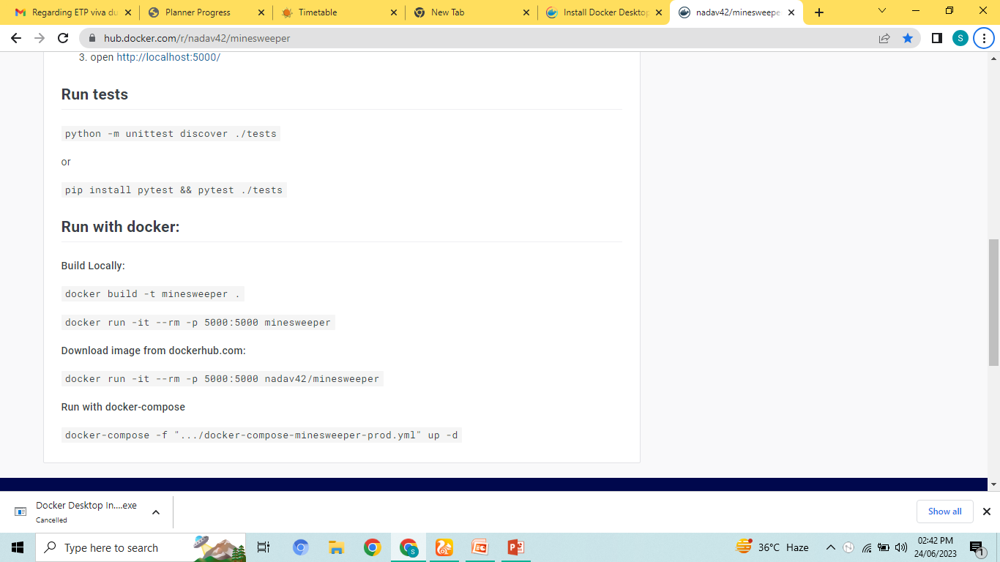 Regarding ETP viva du
Planner Progress
Timetable
New Tab
Install Docker Desktop
nadav42/minesweepe
hub.docker.com/r/nadav42/minesweeper
S
3. open http://localhost:5000/
Run tests
python -m unittest discover ./tests
or
pip install pytest && pytest ./tests
Run with docker:
Build Locally:
docker build -t minesweeper .
docker run -it --rm -p 5000:5000 minesweeper
Download image from dockerhub.com:
docker run -it --rm -p 5000:5000 nadav42/minesweeper
Run with docker-compose
docker-compose -f ".../docker-compose-minesweeper-prod.yml" up -d
Docker Desktop In....exe
Cancelled
Show all
Type here to search
36°C Haze
02:42 PM
24/06/2023
1